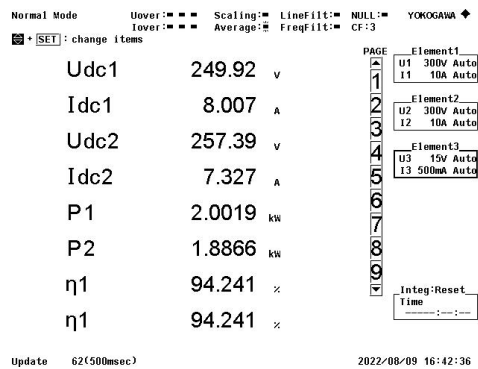 Normal Mode Uover:■ ■ ■ Scaling:■ LineFilt:■ NULL:■ YOKOGAWA ◆
Iover:■ ■ ■ Average: FreqFilt:■ CF:3
+ SET : change items
PAGE
Udc1 249.92 V
Idc1 8.007 A
Udc2 257.39 V
Idc2 7.327 A
P1 2.0019 kW
P2 1.8866 kW
η1 94.241 %
η1 94.241 %
1
2
3
4
5
6
7
8
9
Element1
U1 300V Auto
I1 10A Auto
Element2
U2 300V Auto
I2 10A Auto
Element3
U3 15V Auto
I3 500mA Auto
Integ:Reset
Time
-----:--:--
Update 62(500msec) 2022/08/09 16:42:36